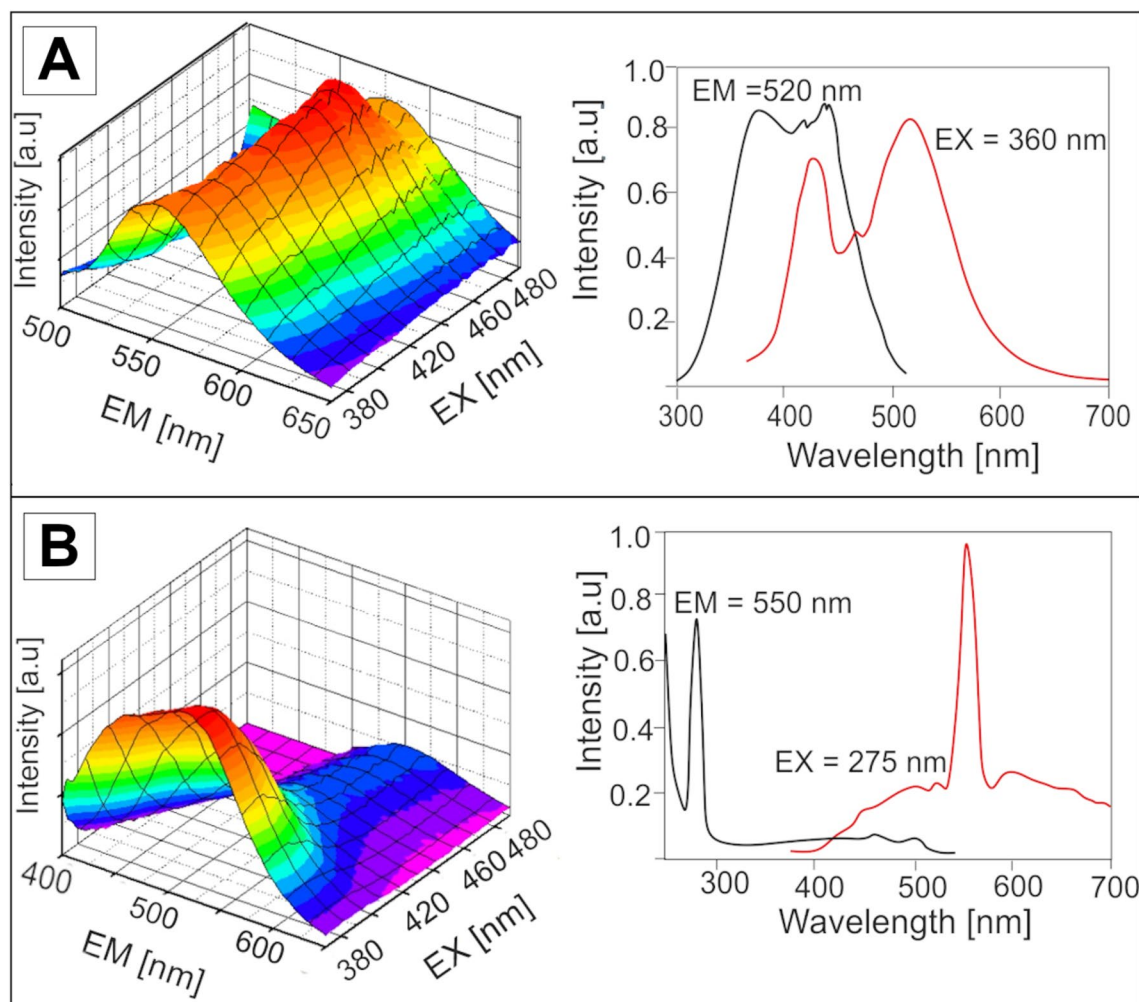 A
Intensity [a.u]
500
550
600
650
EM [nm]
380
420
460
480
EX [nm]
1.0
0.8
0.6
0.4
0.2
Intensity [a.u]
EM =520 nm
EX = 360 nm
300
400
500
600
700
Wavelength [nm]
B
Intensity [a.u]
400
500
600
EM [nm]
380
420
460
480
EX [nm]
1.0
0.8
0.6
0.4
0.2
Intensity [a.u]
EM = 550 nm
EX = 275 nm
300
400
500
600
700
Wavelength [nm]